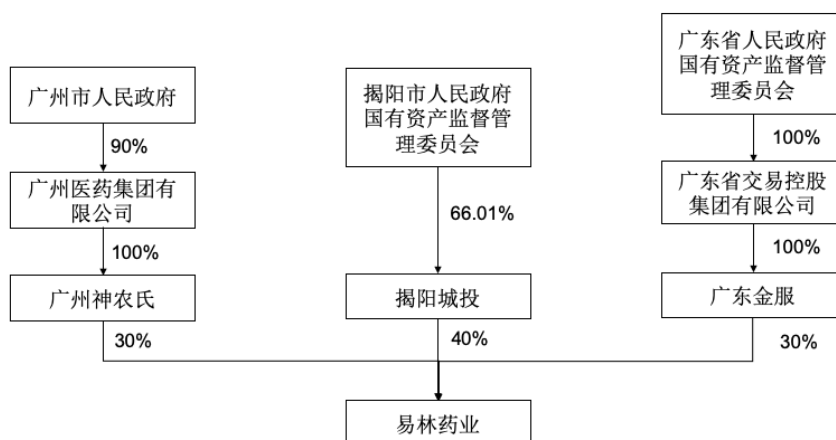 广州市人民政府
90%
广州医药集团有
限公司
100%
广州神农氏
30%
揭阳市人民政府
国有资产监督管
理委员会
66.01%
揭阳城投
40%
广东省人民政府
国有资产监督管
理委员会
100%
广东省交易控股
集团有限公司
100%
广东金服
30%
易林药业